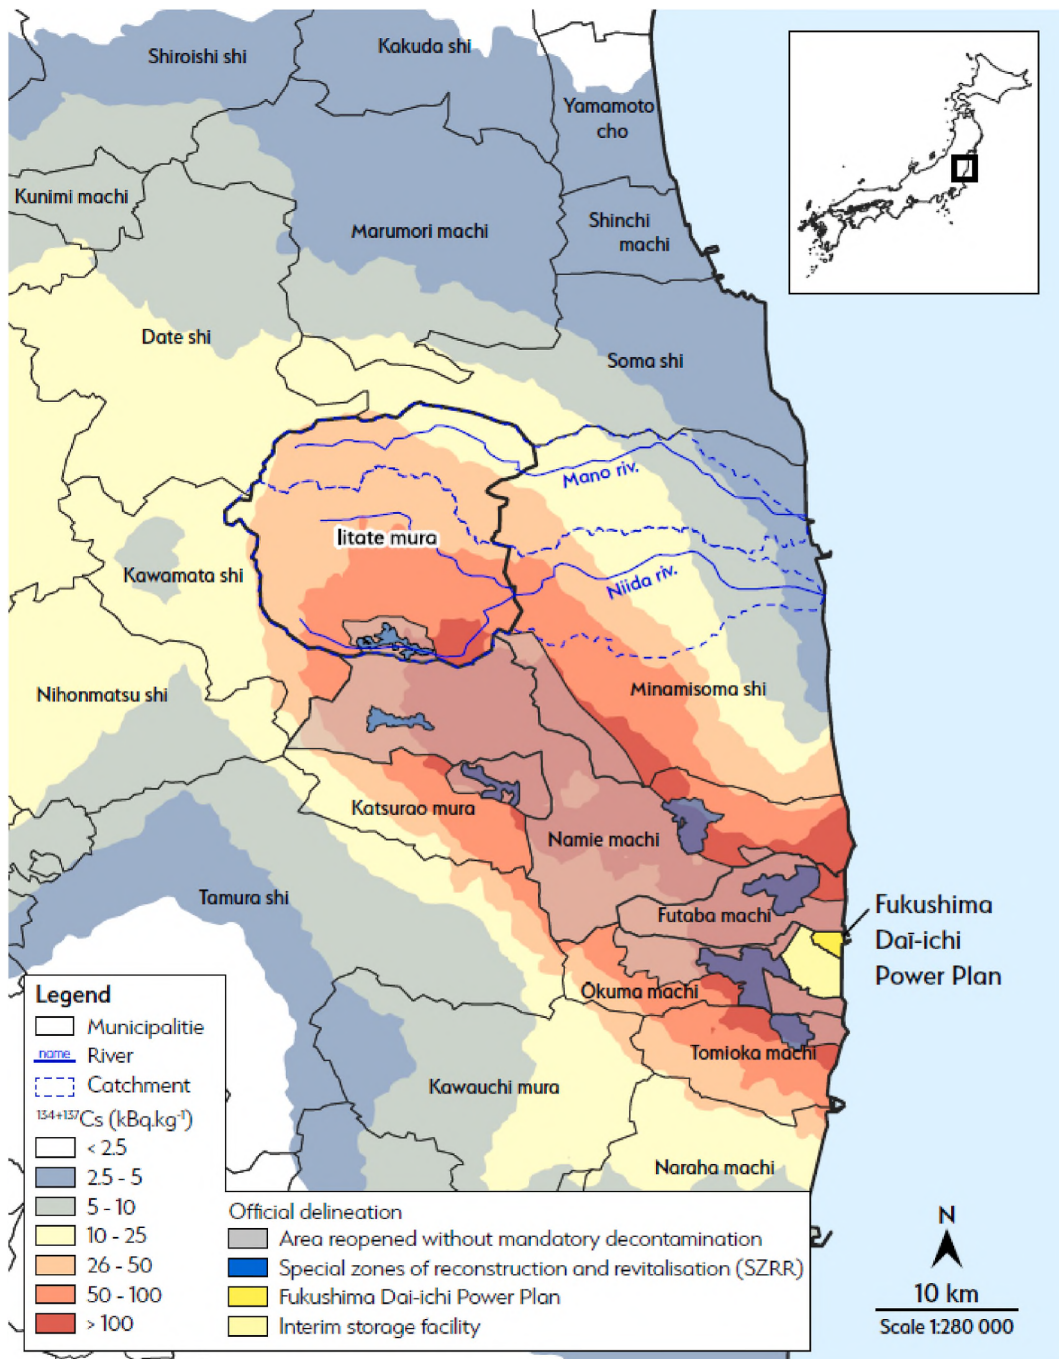 Shiroishi shi
Kakuda shi
Yamamoto
cho
Kunimi machi
Marumori machi
Shinchi
machi
Date shi
Soma shi
Mano riv.
Iitate mura
Kawamata shi
Niida riv.
Nihonmatsu shi
Minamisoma shi
Katsurao mura
Namie machi
Tamura shi
Futaba machi
Fukushima
Daī-ichi
Power Plan
Ōkuma machi
Tomioka machi
Kawauchi mura
Naraha machi
Legend
Municipalitie
name River
Catchment
134+137Cs (kBq.kg-1)
< 2.5
2.5 - 5
5 - 10
10 - 25
26 - 50
50 - 100
> 100
Official delineation
Area reopened without mandatory decontamination
Special zones of reconstruction and revitalisation (SZRR)
Fukushima Dai-ichi Power Plan
Interim storage facility
N
10 km
Scale 1:280 000